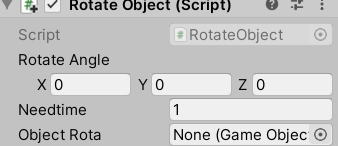 Rotate Object (Script)
Script RotateObject
Rotate Angle
X 0 Y 0 Z 0
Needtime 1
Object Rota None (Game Objec